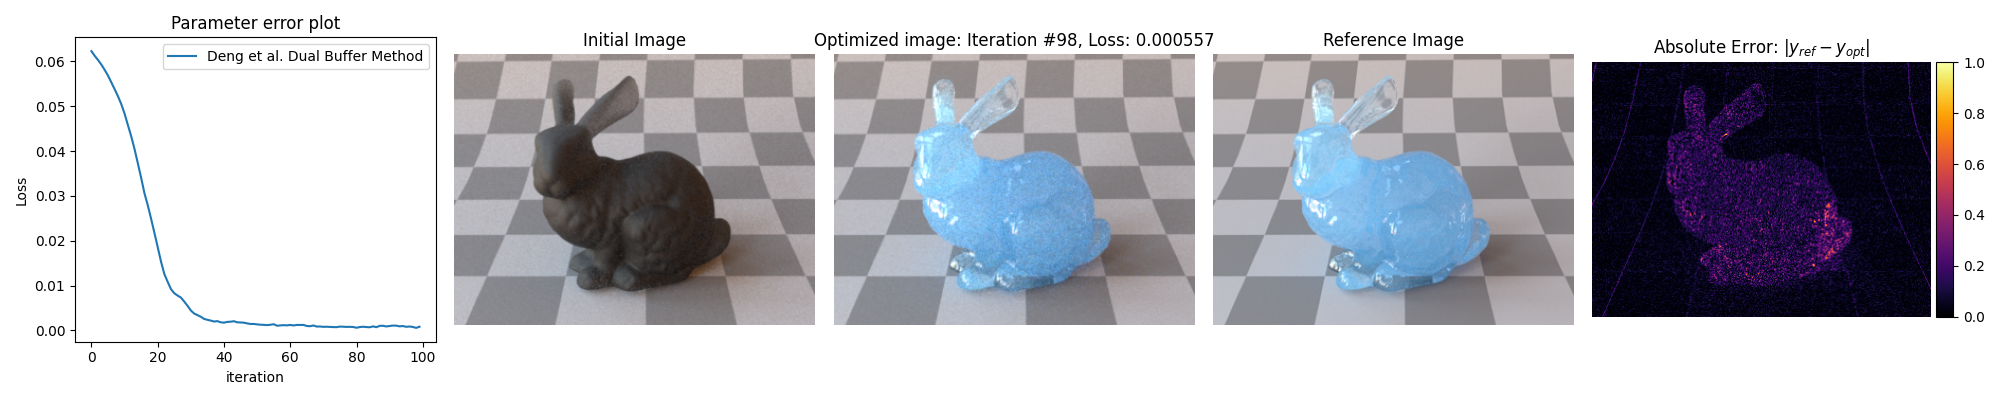 Parameter error plot
Deng et al. Dual Buffer Method
Loss
0.06
0.05
0.04
0.03
0.02
0.01
0.00
0 20 40 60 80 100
iteration
Initial Image
Optimized image: Iteration #98, Loss: 0.000557
Reference Image
Absolute Error: |y_ref − y_opt|
1.0
0.8
0.6
0.4
0.2
0.0